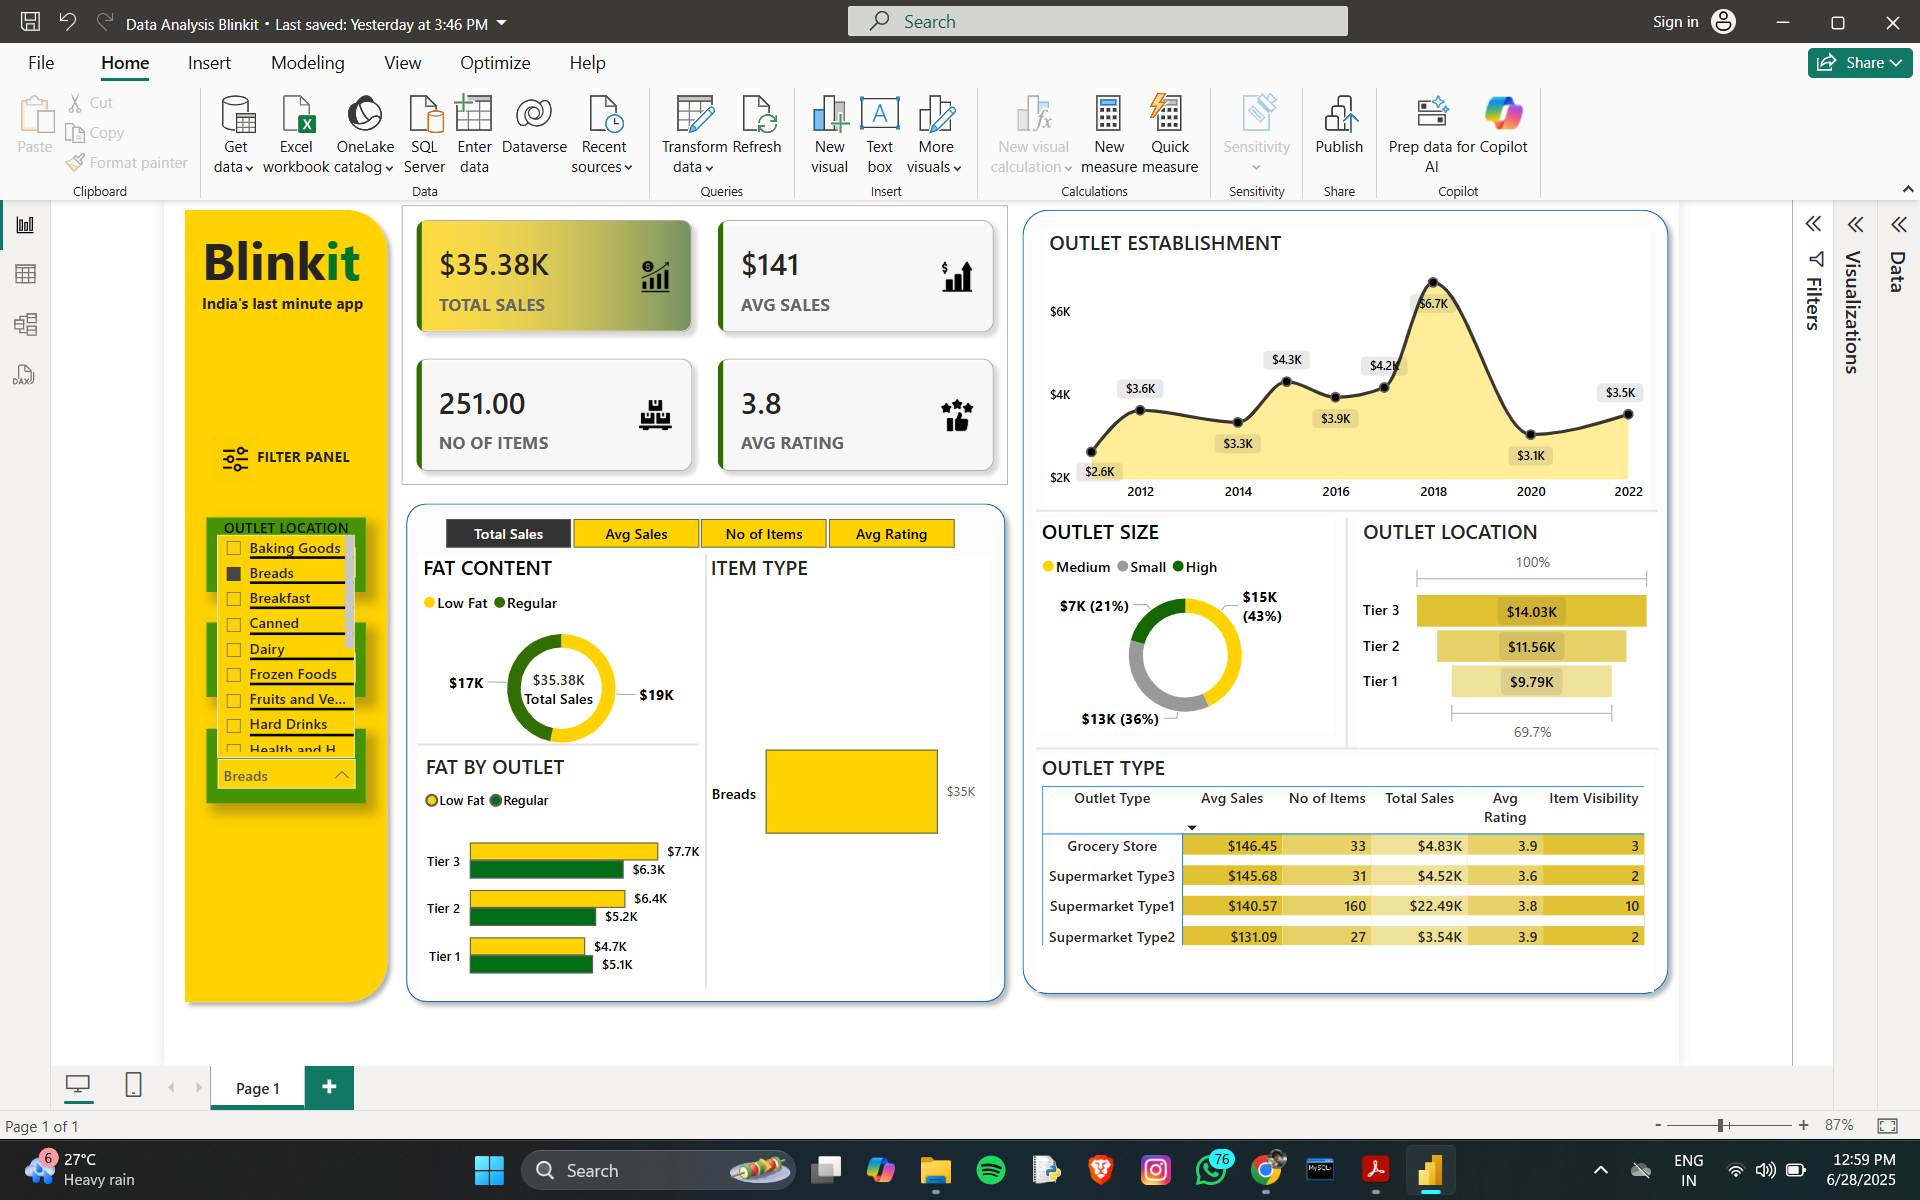 Data Analysis Blinkit • Last saved: Yesterday at 3:46 PM
Search
Sign in
File
Home
Insert
Modeling
View
Optimize
Help
Share
Paste
Cut
Copy
Format painter
Clipboard
Get data
Excel workbook
OneLake catalog
SQL Server
Enter data
Dataverse
Recent sources
Data
Transform data
Refresh
Queries
New visual
Text box
More visuals
Insert
New visual calculation
New measure
Quick measure
Calculations
Sensitivity
Sensitivity
Publish
Share
Prep data for AI
Copilot
Copilot
Blinkit
India's last minute app
FILTER PANEL
OUTLET LOCATION
Baking Goods
Breads
Breakfast
Canned
Dairy
Frozen Foods
Fruits and Ve...
Hard Drinks
Health and H
Breads
$35.38K
TOTAL SALES
$141
AVG SALES
251.00
NO OF ITEMS
3.8
AVG RATING
Total Sales
Avg Sales
No of Items
Avg Rating
FAT CONTENT
Low Fat Regular
$17K
$35.38K
Total Sales
$19K
FAT BY OUTLET
Low Fat Regular
Tier 3
$7.7K
$6.3K
Tier 2
$6.4K
$5.2K
Tier 1
$4.7K
$5.1K
ITEM TYPE
Breads
$35K
OUTLET ESTABLISHMENT
$6K
$4K
$2K
$2.6K
$3.6K
$3.3K
$4.3K
$3.9K
$4.2K
$6.7K
$3.1K
$3.5K
2012 2014 2016 2018 2020 2022
OUTLET SIZE
Medium Small High
$7K (21%)
$15K
(43%)
$13K (36%)
OUTLET LOCATION
100%
Tier 3 $14.03K
Tier 2 $11.56K
Tier 1 $9.79K
69.7%
OUTLET TYPE
Outlet Type Avg Sales No of Items Total Sales Avg Rating Item Visibility
Grocery Store $146.45 33 $4.83K 3.9 3
Supermarket Type3 $145.68 31 $4.52K 3.6 2
Supermarket Type1 $140.57 160 $22.49K 3.8 10
Supermarket Type2 $131.09 27 $3.54K 3.9 2
Filters
Visualizations
Data
DAX
Page 1
Page 1 of 1
- + 87%
6
27°C
Heavy rain
Search
76
MySQL
ENG
IN
12:59 PM
6/28/2025